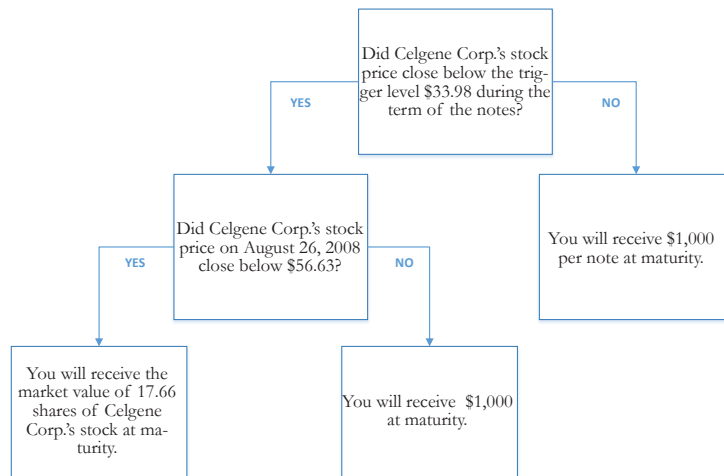 Did Celgene Corp.'s stock
price close below the trig-
ger level $33.98 during the
term of the notes?
YES
NO
Did Celgene Corp.'s stock
price on August 26, 2008
close below $56.63?
You will receive $1,000
per note at maturity.
YES
NO
You will receive the
market value of 17.66
shares of Celgene
Corp.'s stock at ma-
turity.
You will receive $1,000
at maturity.